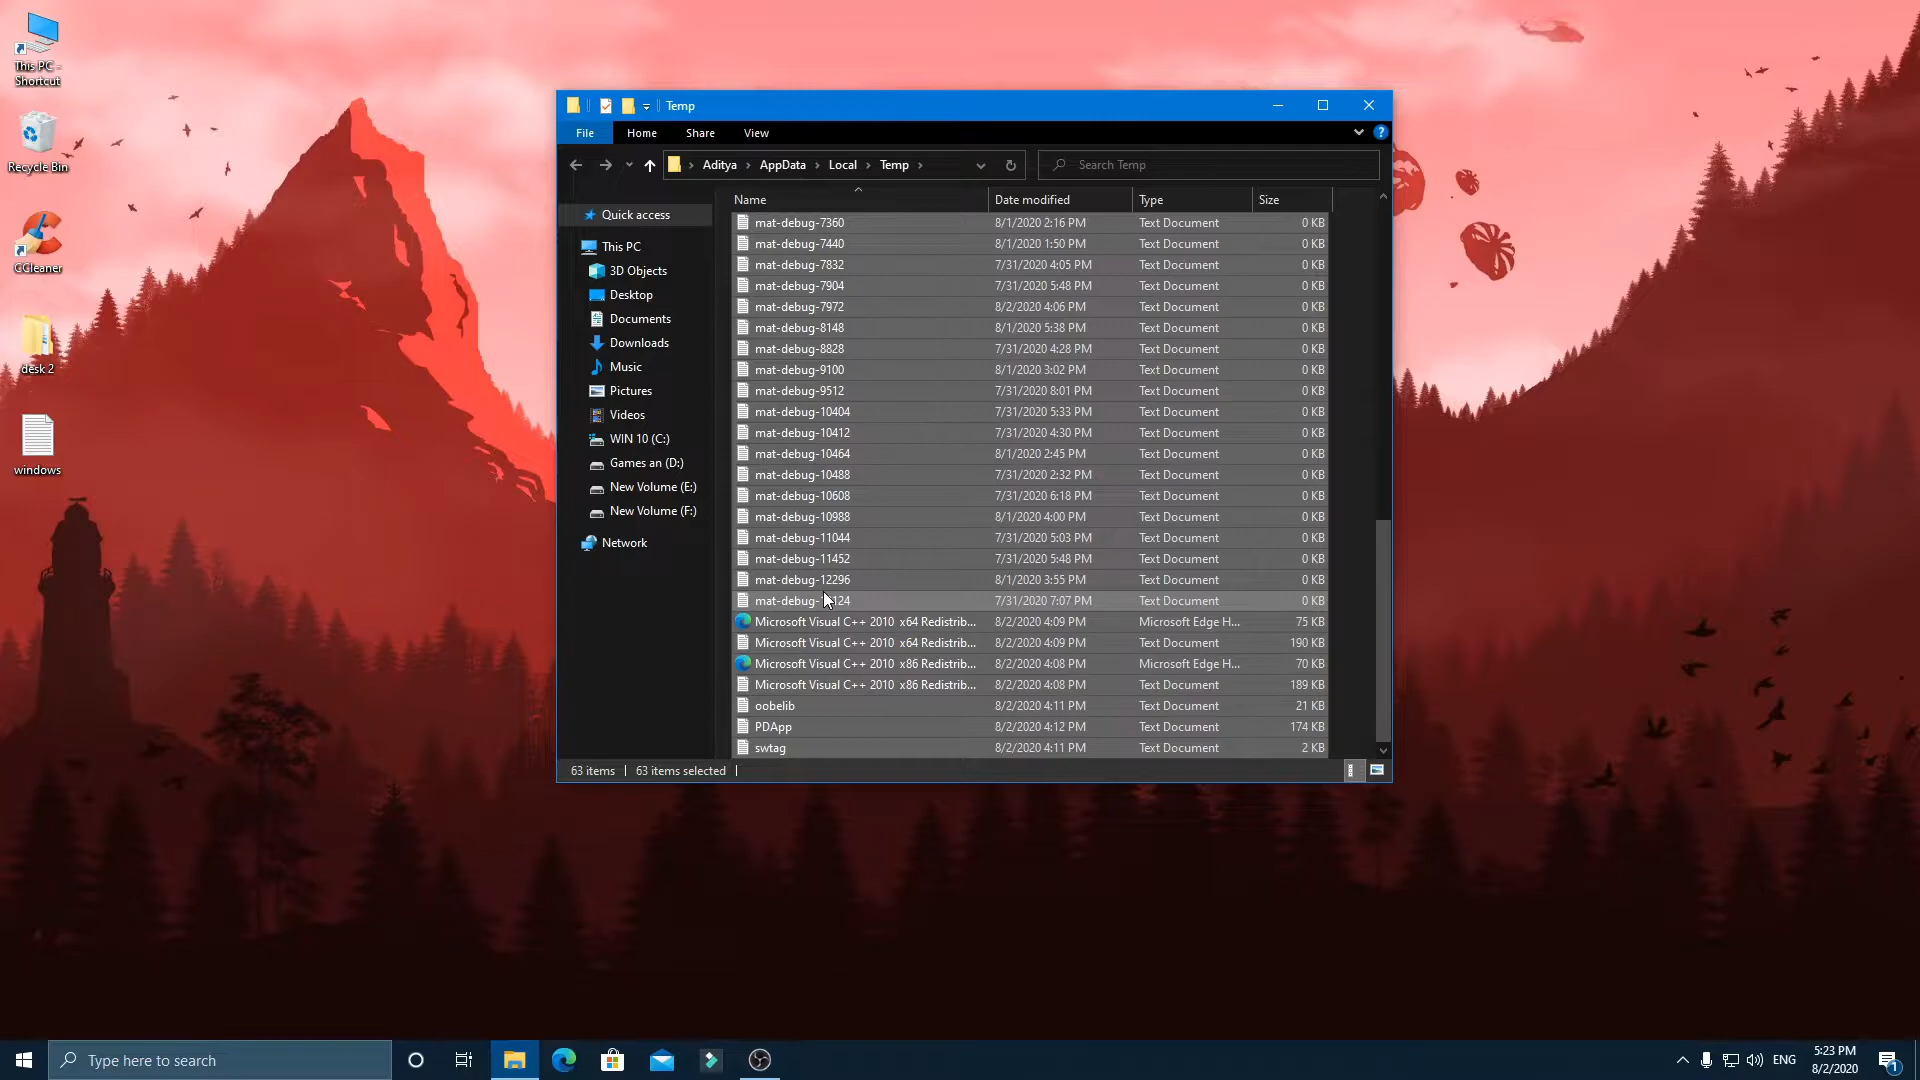 This PC -
Shortcut
Recycle Bin
CCleaner
desk 2
windows
Temp
File
Home
Share
View
Aditya
AppData
Local
Temp
Search Temp
Name
Date modified
Type
Size
Quick access
This PC
3D Objects
Desktop
Documents
Downloads
Music
Pictures
Videos
WIN 10 (C:)
Games an (D:)
New Volume (E:)
New Volume (F:)
Network
mat-debug-7360 8/1/2020 2:16 PM Text Document 0 KB
mat-debug-7440 8/1/2020 1:50 PM Text Document 0 KB
mat-debug-7832 7/31/2020 4:05 PM Text Document 0 KB
mat-debug-7904 7/31/2020 5:48 PM Text Document 0 KB
mat-debug-7972 8/2/2020 4:06 PM Text Document 0 KB
mat-debug-8148 8/1/2020 5:38 PM Text Document 0 KB
mat-debug-8828 7/31/2020 4:28 PM Text Document 0 KB
mat-debug-9100 8/1/2020 3:02 PM Text Document 0 KB
mat-debug-9512 7/31/2020 8:01 PM Text Document 0 KB
mat-debug-10404 7/31/2020 5:33 PM Text Document 0 KB
mat-debug-10412 7/31/2020 4:30 PM Text Document 0 KB
mat-debug-10464 8/1/2020 2:45 PM Text Document 0 KB
mat-debug-10488 7/31/2020 2:32 PM Text Document 0 KB
mat-debug-10608 7/31/2020 6:18 PM Text Document 0 KB
mat-debug-10988 8/1/2020 4:00 PM Text Document 0 KB
mat-debug-11044 7/31/2020 5:03 PM Text Document 0 KB
mat-debug-11452 7/31/2020 5:48 PM Text Document 0 KB
mat-debug-12296 8/1/2020 3:55 PM Text Document 0 KB
7/31/2020 7:07 PM Text Document 0 KB
Microsoft Visual C++ 2010 x64 Redistrib... 8/2/2020 4:09 PM Microsoft Edge H... 75 KB
Microsoft Visual C++ 2010 x64 Redistrib... 8/2/2020 4:09 PM Text Document 190 KB
Microsoft Visual C++ 2010 x86 Redistrib... 8/2/2020 4:08 PM Microsoft Edge H... 70 KB
Microsoft Visual C++ 2010 x86 Redistrib... 8/2/2020 4:08 PM Text Document 189 KB
oobelib 8/2/2020 4:11 PM Text Document 21 KB
PDApp 8/2/2020 4:12 PM Text Document 174 KB
swtag 8/2/2020 4:11 PM Text Document 2 KB
63 items
63 items selected
Type here to search
ENG
5:23 PM
8/2/2020
1